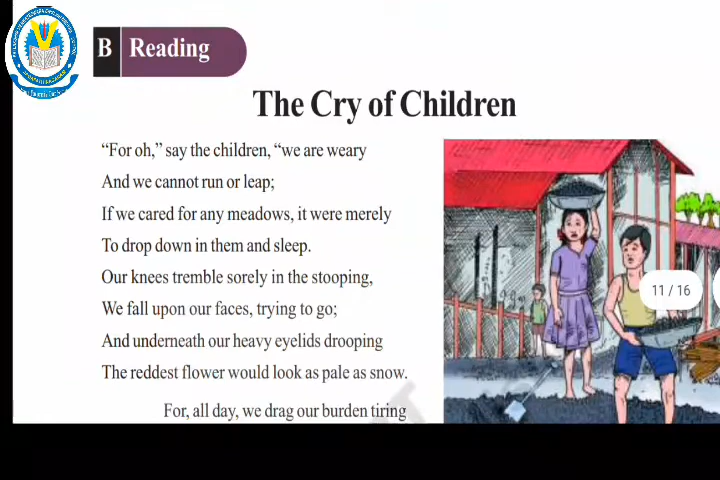 B Reading
The Cry of Children
“For oh,” say the children, “we are weary
And we cannot run or leap;
If we cared for any meadows, it were merely
To drop down in them and sleep.
Our knees tremble sorely in the stooping,
We fall upon our faces, trying to go;
And underneath our heavy eyelids drooping
The reddest flower would look as pale as snow.
11 / 16
For, all day, we drag our burden tiring